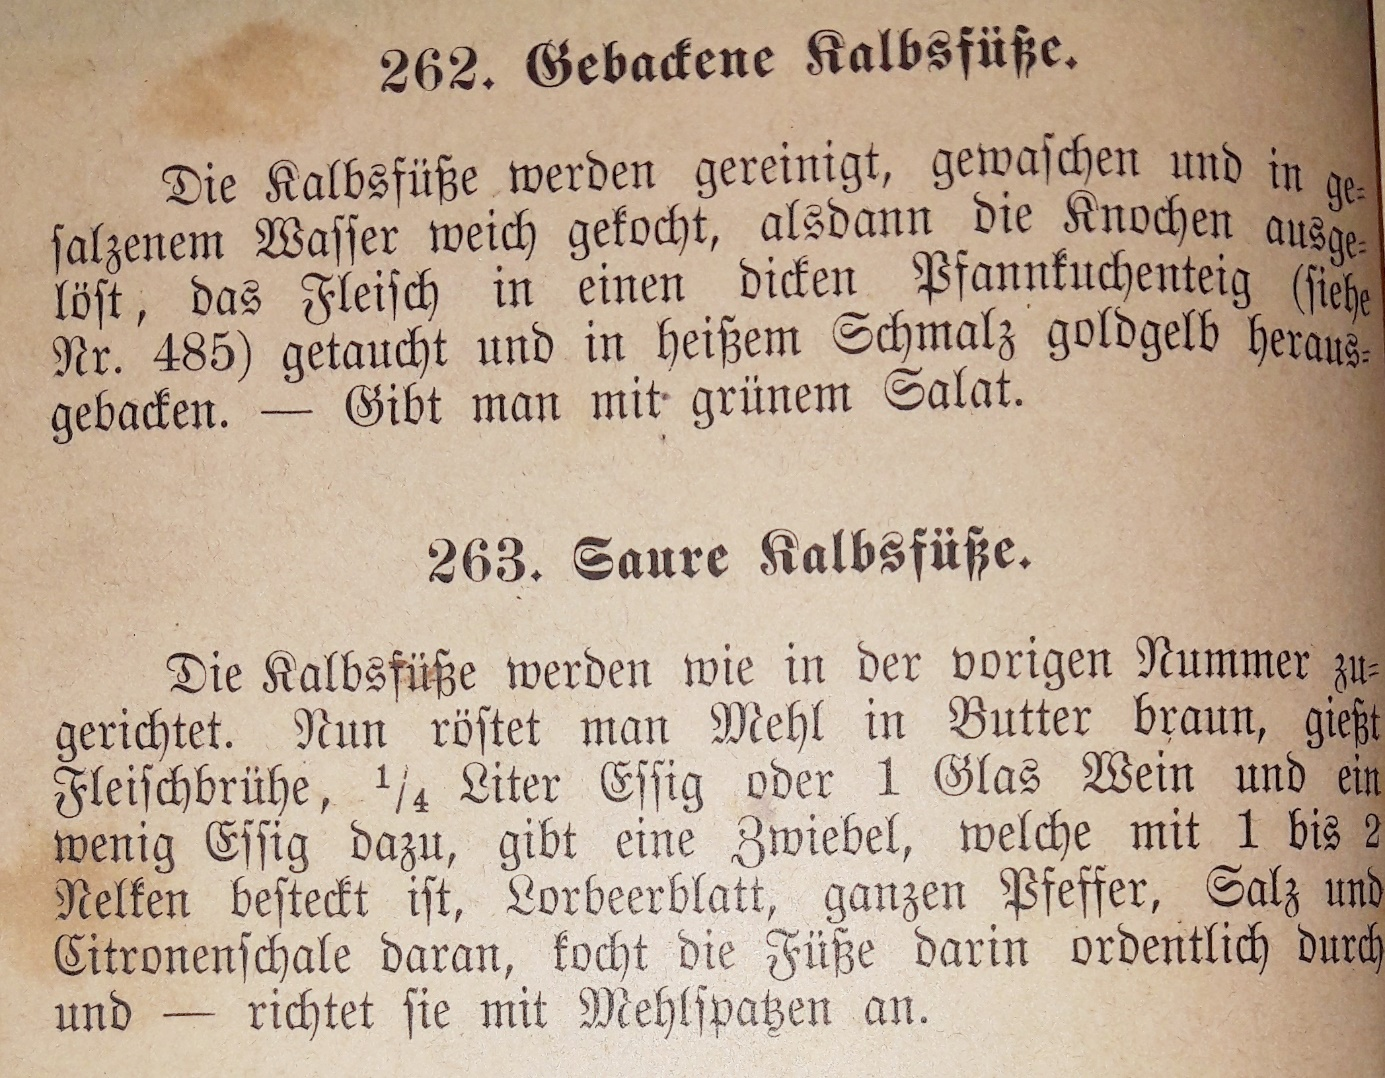 262. Gebackene Kalbsfüße.
Die Kalbsfüße werden gereinigt, gewaschen und in ge-
salzenem Wasser weich gekocht, alsdann die Knochen ausge-
löst, das Fleisch in einen dicken Pfannkuchenteig (siehe
Nr. 485) getaucht und in heißem Schmalz goldgelb heraus-
gebacken. — Gibt man mit grünem Salat.
263. Saure Kalbsfüße.
Die Kalbsfüße werden wie in der vorigen Nummer zu-
gerichtet. Nun röstet man Mehl in Butter braun, gießt
Fleischbrühe, 1/4 Liter Essig oder 1 Glas Wein und ein
wenig Essig dazu, gibt eine Zwiebel, welche mit 1 bis 2
Nelken besteckt ist, Lorbeerblatt, ganzen Pfeffer, Salz und
Citronenschale daran, kocht die Füße darin ordentlich durch
und — richtet sie mit Mehlspatzen an.